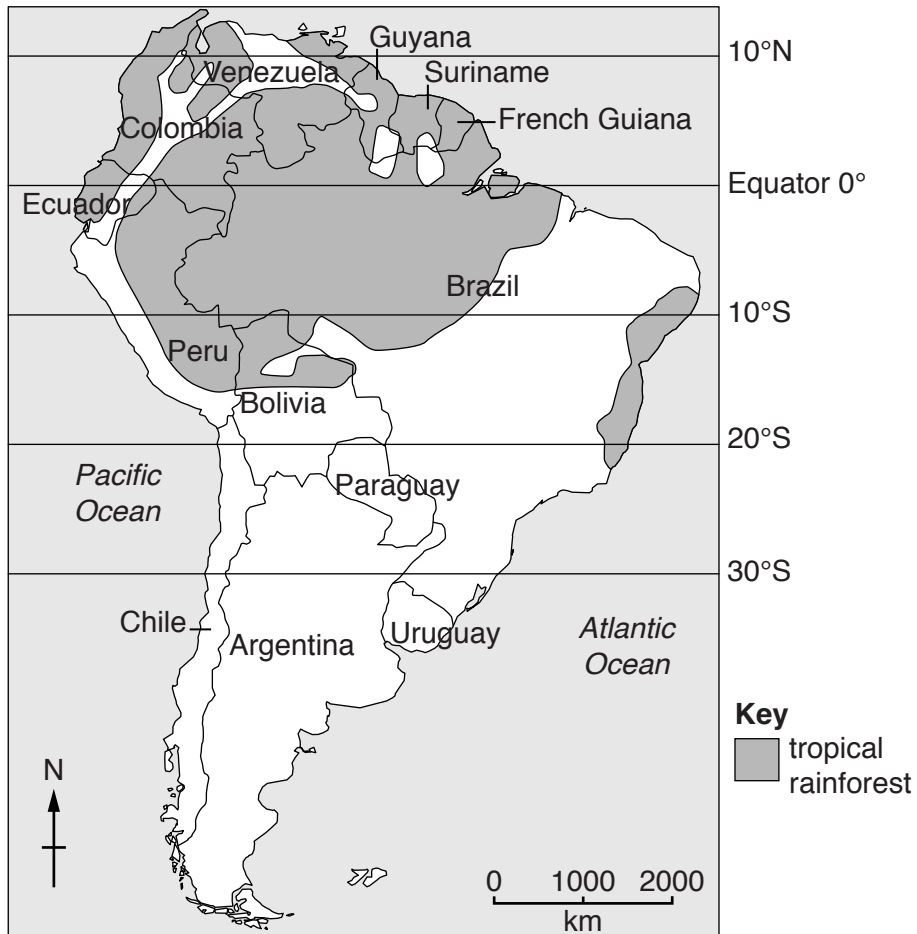 Guyana
10°N
Venezuela
Suriname
Colombia
French Guiana
Equator 0°
Ecuador
Brazil
10°S
Peru
Bolivia
20°S
Pacific
Ocean
Paraguay
30°S
Chile
Argentina
Uruguay
Atlantic
Ocean
Key
tropical
rainforest
N
0 1000 2000
km